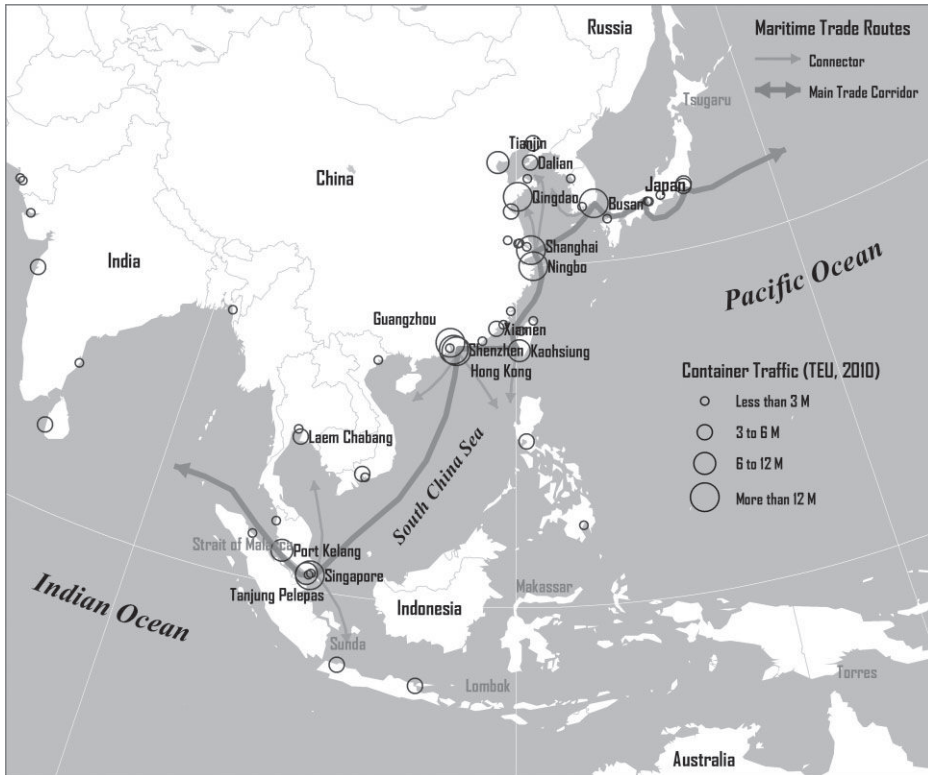 Russia
Maritime Trade Routes
Connector
Main Trade Corridor
Tsugaru
Tianjin
Dalian
China
Japan
Qingdao
Busan
India
Shanghai
Ningbo
Pacific Ocean
Guangzhou
Xiamen
Shenzhen
Kaohsiung
Hong Kong
Container Traffic (TEU, 2010)
Less than 3 M
3 to 6 M
6 to 12 M
More than 12 M
Laem Chabang
South China Sea
Strait of Malacca
Port Kelang
Singapore
Tanjung Pelepas
Indian Ocean
Makassar
Indonesia
Sunda
Lombok
Torres
Australia